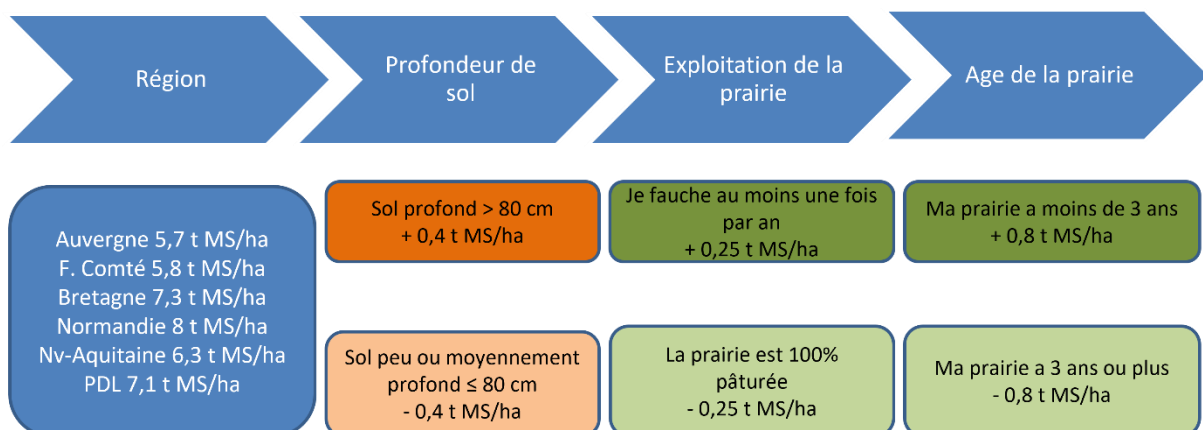 Région
Profondeur de
sol
Exploitation de la
prairie
Age de la prairie
Auvergne 5,7 t MS/ha
F. Comté 5,8 t MS/ha
Bretagne 7,3 t MS/ha
Normandie 8 t MS/ha
Nv-Aquitaine 6,3 t MS/ha
PDL 7,1 t MS/ha
Sol profond > 80 cm
+ 0,4 t MS/ha
Je fauche au moins une fois
par an
+ 0,25 t MS/ha
Ma prairie a moins de 3 ans
+ 0,8 t MS/ha
Sol peu ou moyennement
profond ≤ 80 cm
- 0,4 t MS/ha
La prairie est 100%
pâturée
- 0,25 t MS/ha
Ma prairie a 3 ans ou plus
- 0,8 t MS/ha